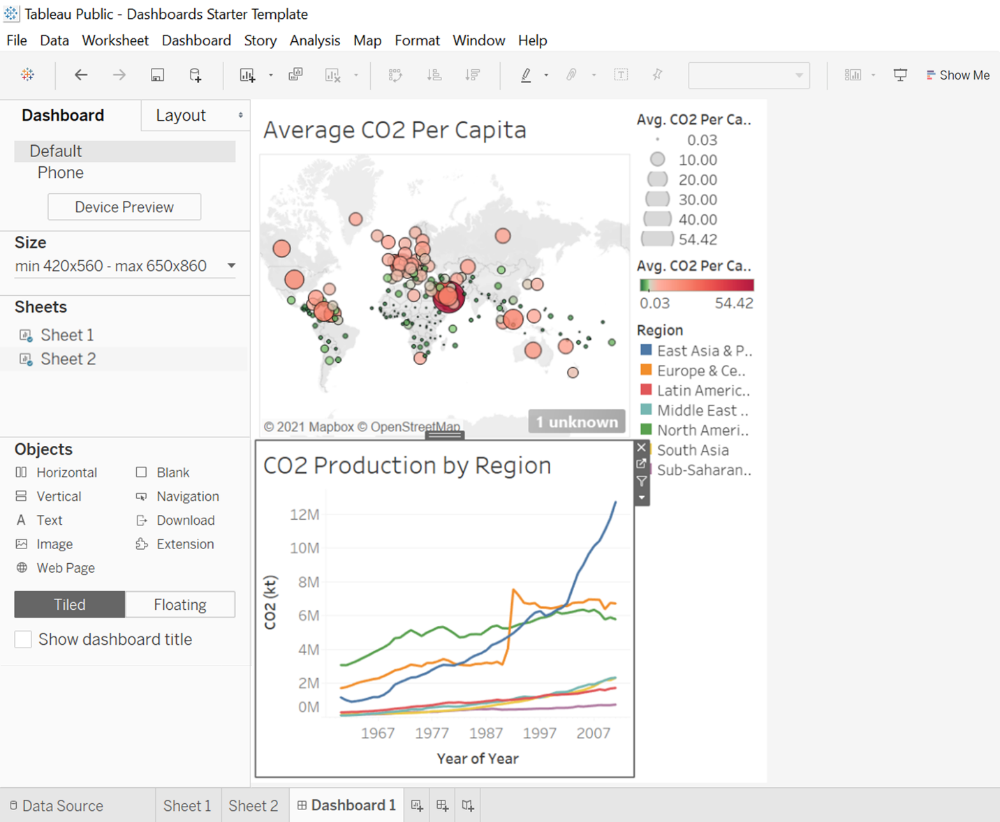 Tableau Public - Dashboards Starter Template
File Data Worksheet Dashboard Story Analysis Map Format Window Help
Show Me
Dashboard Layout
Default
Phone
Device Preview
Size
min 420x560 - max 650x860
Sheets
Sheet 1
Sheet 2
Objects
Horizontal Blank
Vertical Navigation
A Text Download
Image Extension
Web Page
Tiled Floating
Show dashboard title
Average CO2 Per Capita
© 2021 Mapbox © OpenStreetMap
1 unknown
Avg. CO2 Per Ca..
0.03
10.00
20.00
30.00
40.00
54.42
Avg. CO2 Per Ca..
0.03 54.42
Region
East Asia & P..
Europe & Ce..
Latin Americ..
Middle East ..
North Ameri..
South Asia
Sub-Saharan..
CO2 Production by Region
CO2 (kt)
12M
10M
8M
6M
4M
2M
0M
1967 1977 1987 1997 2007
Year of Year
Data Source Sheet 1 Sheet 2 Dashboard 1